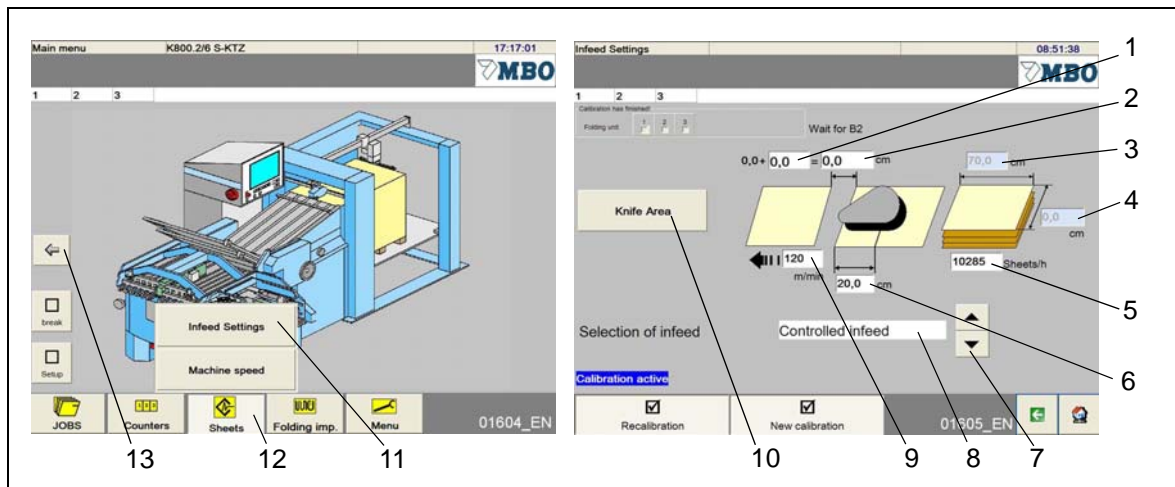 Main menu K800.2/6 S-KTZ 17:17:01
MBO
1 2 3
break
Setup
Infeed Settings
Machine speed
JOBS Counters Sheets Folding imp. Menu
01604_EN
13 12 11
Infeed Settings 08:51:38
MBO
1 2 3
Calibration has finished!
Folding unit 1 2 3
Wait for B2
0,0+ 0,0 = 0,0 cm
70,0 cm
Knife Area
0,0
cm
120
m/min
10285 Sheets/h
20,0 cm
Selection of infeed Controlled infeed
Calibration active
Recalibration New calibration
01605_EN
1
2
3
4
5
6
10 9 8 7